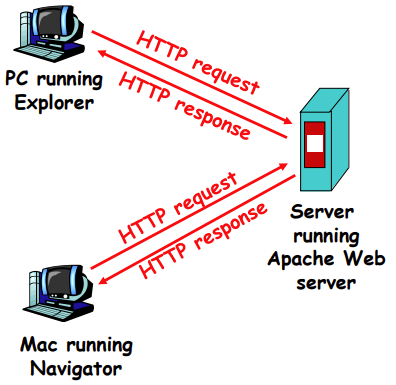 HTTP request
HTTP response
PC running
Explorer
HTTP request
HTTP response
Server
running
Apache Web
server
Mac running
Navigator